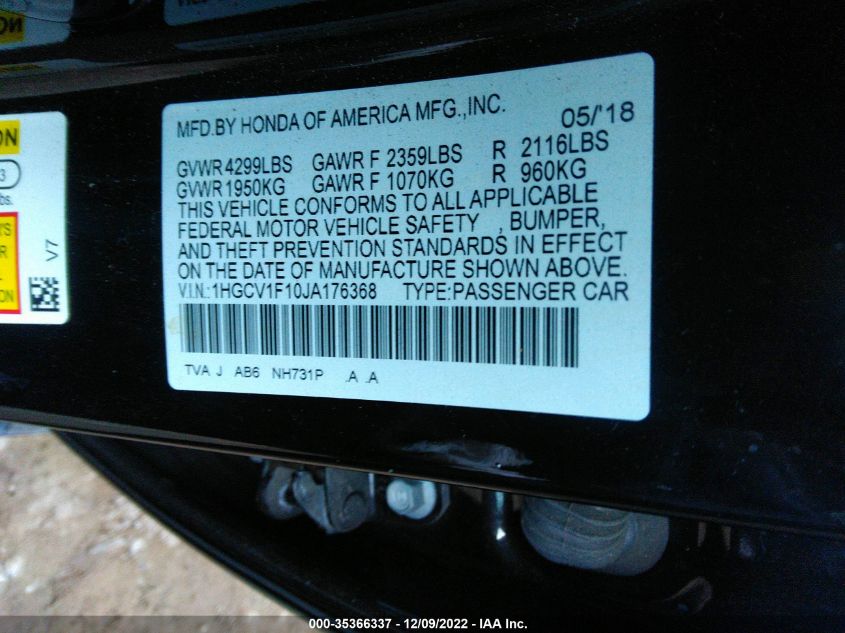 MFD.BY HONDA OF AMERICA MFG.,INC. 05/'18
GVWR 4299LBS GAWR F 2359LBS R 2116LBS
GVWR 1950KG GAWR F 1070KG R 960KG
THIS VEHICLE CONFORMS TO ALL APPLICABLE
FEDERAL MOTOR VEHICLE SAFETY , BUMPER,
AND THEFT PREVENTION STANDARDS IN EFFECT
ON THE DATE OF MANUFACTURE SHOWN ABOVE.
V.I.N.:1HGCV1F10JA176368 TYPE:PASSENGER CAR
TVA J AB6 NH731P .A .A
V7
000-35366337 - 12/09/2022 - IAA Inc.